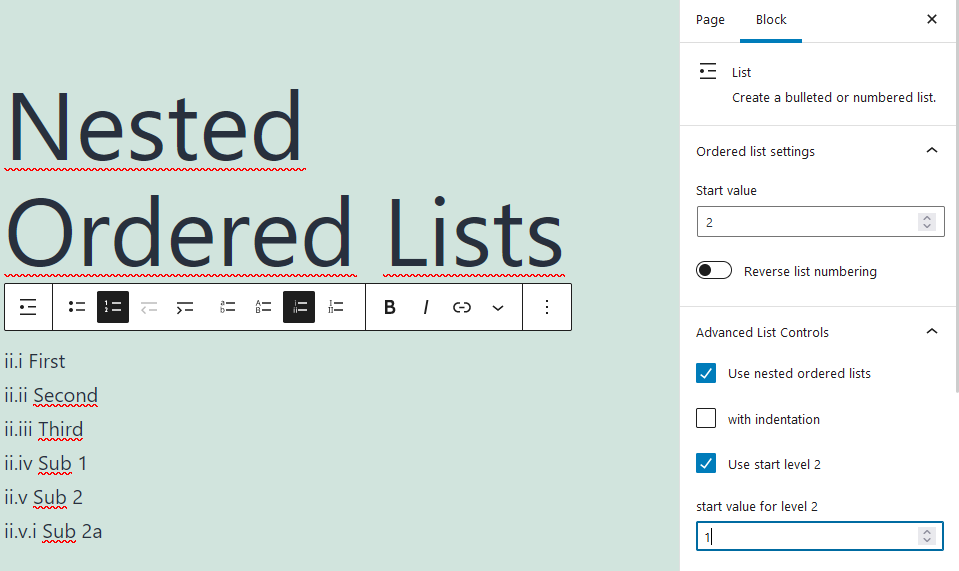 Nested
Ordered Lists
B I
ii.i First
ii.ii Second
ii.iii Third
ii.iv Sub 1
ii.v Sub 2
ii.v.i Sub 2a
Page Block
List
Create a bulleted or numbered list.
Ordered list settings
Start value
2
Reverse list numbering
Advanced List Controls
Use nested ordered lists
with indentation
Use start level 2
start value for level 2
1